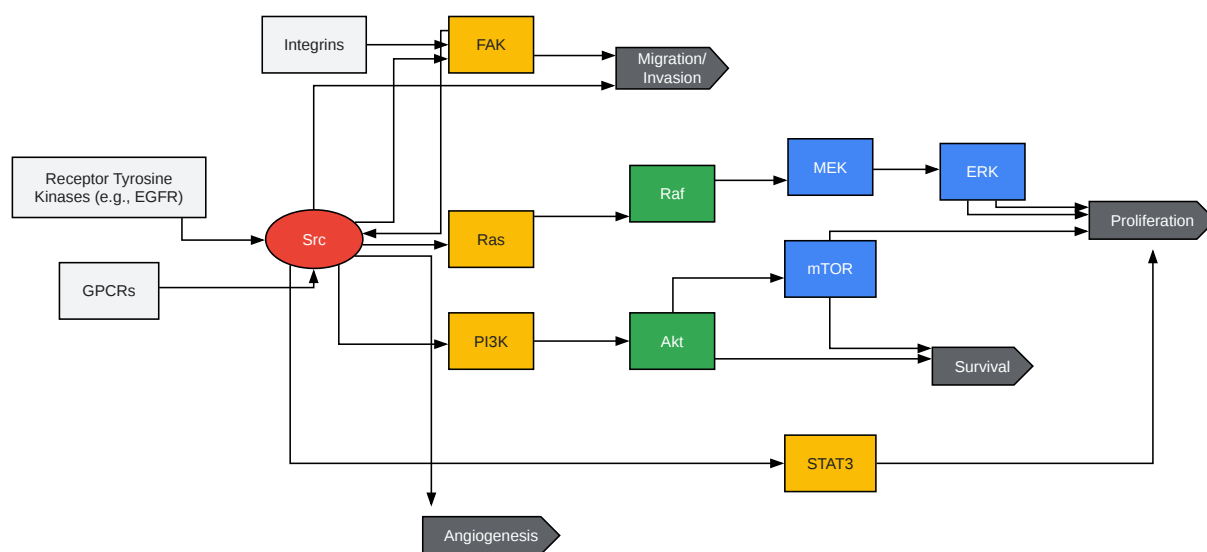 Integrins
FAK
Migration/
Invasion
Receptor Tyrosine
Kinases (e.g., EGFR)
MEK
ERK
Raf
Src
Ras
Proliferation
GPCRs
mTOR
PI3K
Akt
Survival
STAT3
Angiogenesis